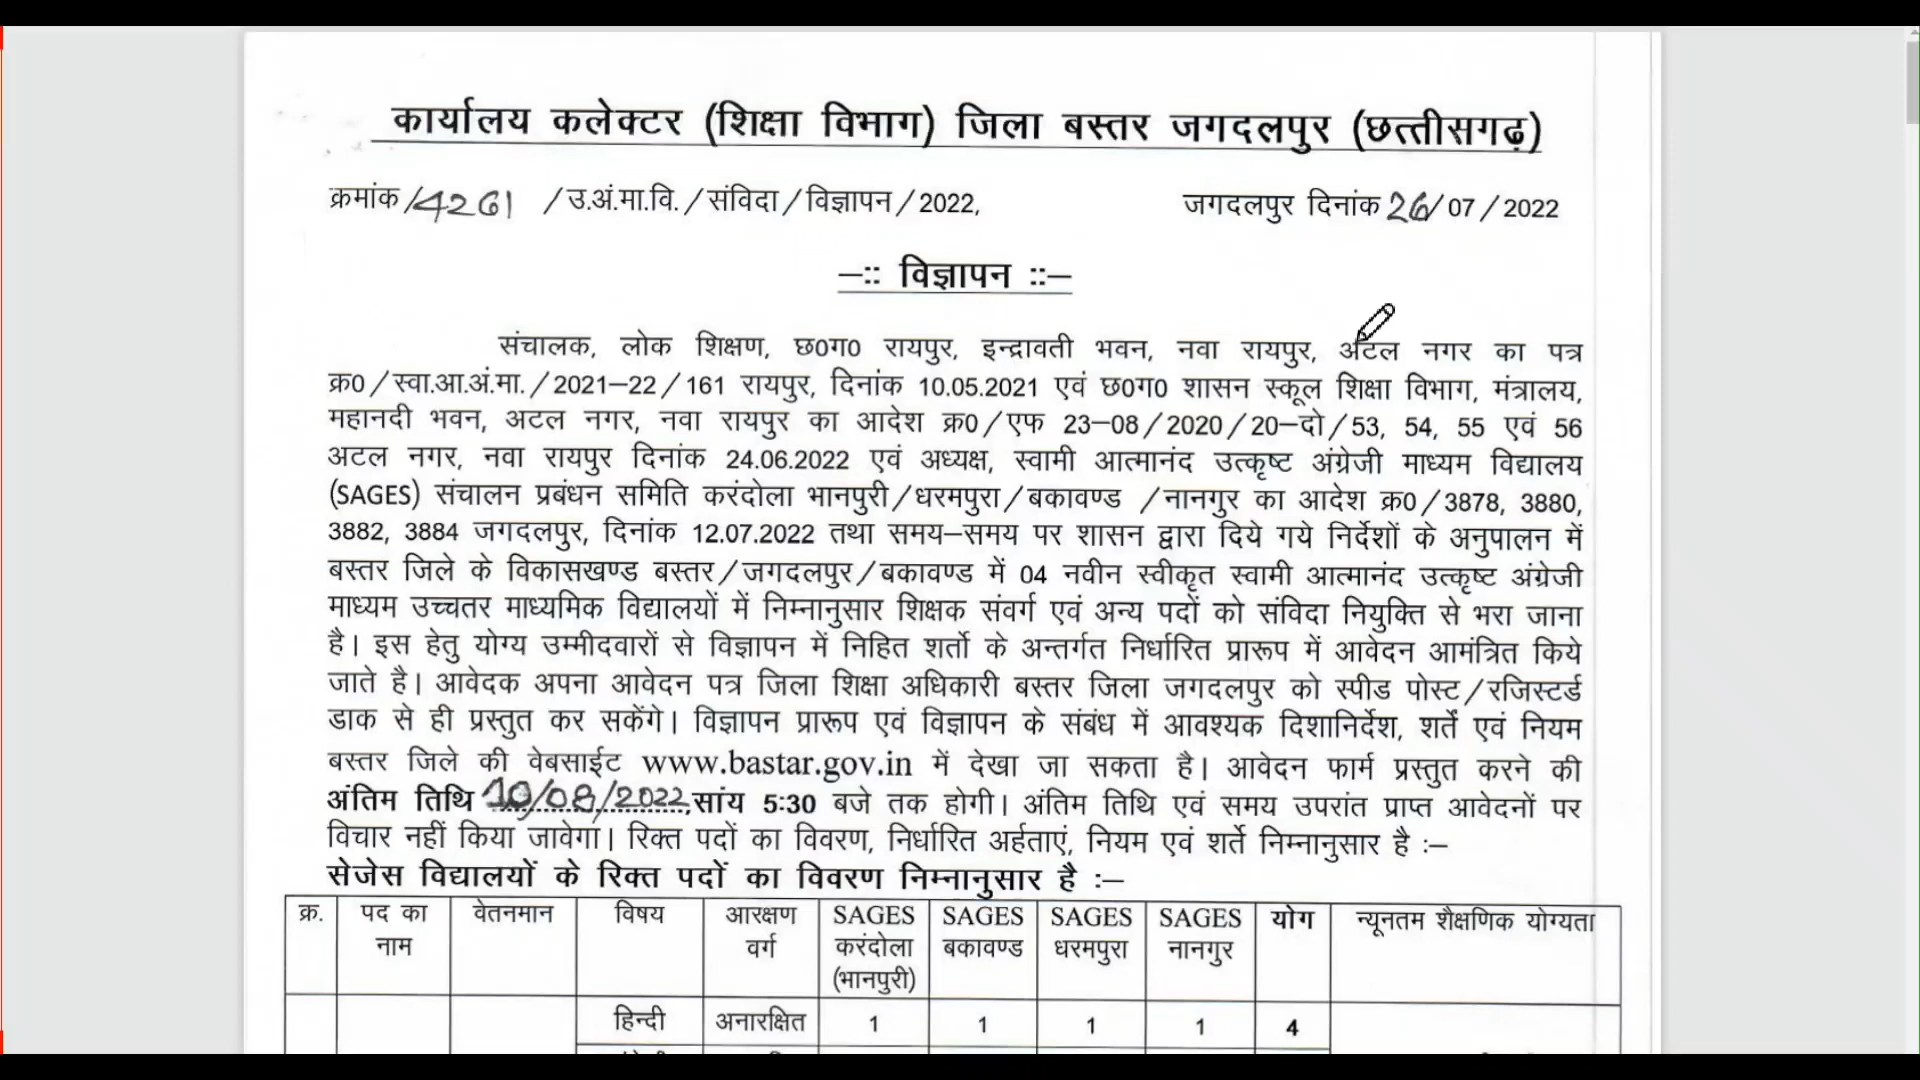 कार्यालय कलेक्टर (शिक्षा विभाग) जिला बस्तर जगदलपुर (छत्तीसगढ़)
क्रमांक/4261 /उ.अं.मा.वि./संविदा/विज्ञापन/2022, जगदलपुर दिनांक 26/07/2022
–:: विज्ञापन ::–
संचालक, लोक शिक्षण, छ0ग0 रायपुर, इन्द्रावती भवन, नवा रायपुर, अटल नगर का पत्र
क्र0/स्वा.आ.अं.मा./2021–22/161 रायपुर, दिनांक 10.05.2021 एवं छ0ग0 शासन स्कूल शिक्षा विभाग, मंत्रालय,
महानदी भवन, अटल नगर, नवा रायपुर का आदेश क्र0/एफ 23–08/2020/20–दो/53, 54, 55 एवं 56
अटल नगर, नवा रायपुर दिनांक 24.06.2022 एवं अध्यक्ष, स्वामी आत्मानंद उत्कृष्ट अंग्रेजी माध्यम विद्यालय
(SAGES) संचालन प्रबंधन समिति करंदोला भानपुरी/धरमपुरा/बकावण्ड /नानगुर का आदेश क्र0/3878, 3880,
3882, 3884 जगदलपुर, दिनांक 12.07.2022 तथा समय–समय पर शासन द्वारा दिये गये निर्देशों के अनुपालन में
बस्तर जिले के विकासखण्ड बस्तर/जगदलपुर/बकावण्ड में 04 नवीन स्वीकृत स्वामी आत्मानंद उत्कृष्ट अंग्रेजी
माध्यम उच्चतर माध्यमिक विद्यालयों में निम्नानुसार शिक्षक संवर्ग एवं अन्य पदों को संविदा नियुक्ति से भरा जाना
है। इस हेतु योग्य उम्मीदवारों से विज्ञापन में निहित शर्तो के अन्तर्गत निर्धारित प्रारूप में आवेदन आमंत्रित किये
जाते है। आवेदक अपना आवेदन पत्र जिला शिक्षा अधिकारी बस्तर जिला जगदलपुर को स्पीड पोस्ट/रजिस्टर्ड
डाक से ही प्रस्तुत कर सकेंगे। विज्ञापन प्रारूप एवं विज्ञापन के संबंध में आवश्यक दिशानिर्देश, शर्तें एवं नियम
बस्तर जिले की वेबसाईट www.bastar.gov.in में देखा जा सकता है। आवेदन फार्म प्रस्तुत करने की
अंतिम तिथि 10/08/2022,सांय 5:30 बजे तक होगी। अंतिम तिथि एवं समय उपरांत प्राप्त आवेदनों पर
विचार नहीं किया जावेगा। रिक्त पदों का विवरण, निर्धारित अर्हताएं, नियम एवं शर्ते निम्नानुसार है :–
सेजेस विद्यालयों के रिक्त पदों का विवरण निम्नानुसार है :–
क्र. पद का वेतनमान विषय आरक्षण SAGES SAGES SAGES SAGES योग न्यूनतम शैक्षणिक योग्यता
नाम वर्ग करंदोला बकावण्ड धरमपुरा नानगुर
(भानपुरी)
हिन्दी अनारक्षित 1 1 1 1 4